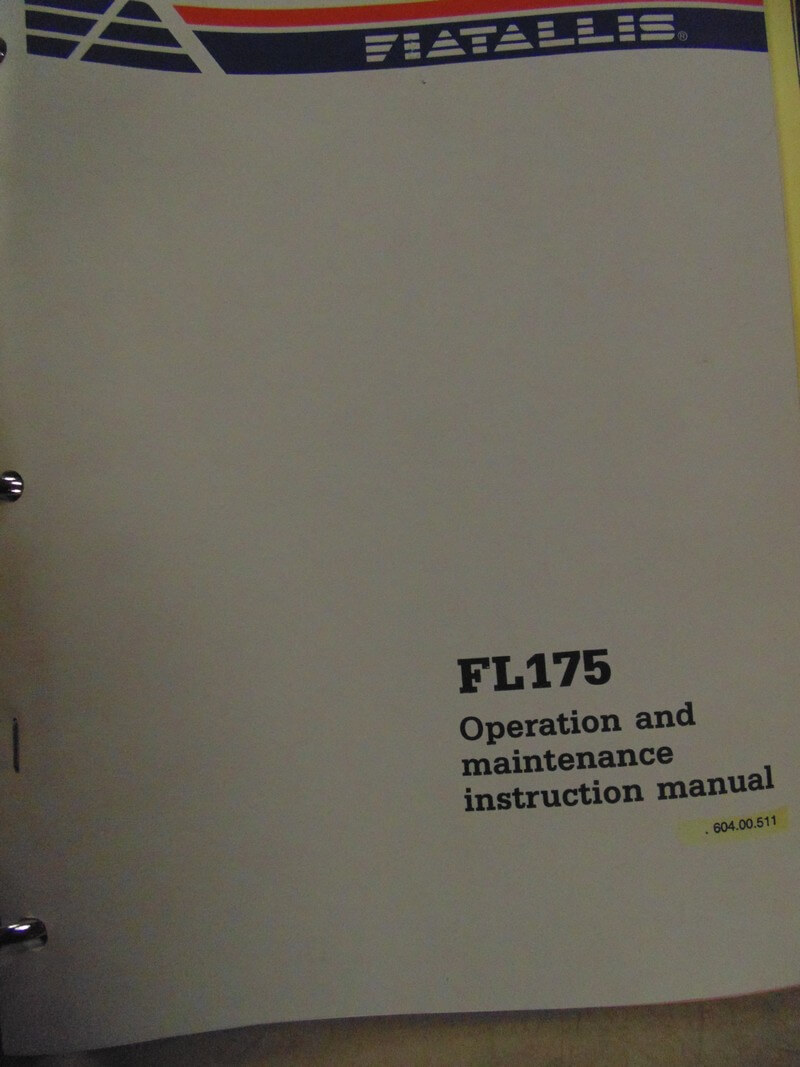 FIATALLIS®
FL175
Operation and
maintenance
instruction manual
. 604.00.511